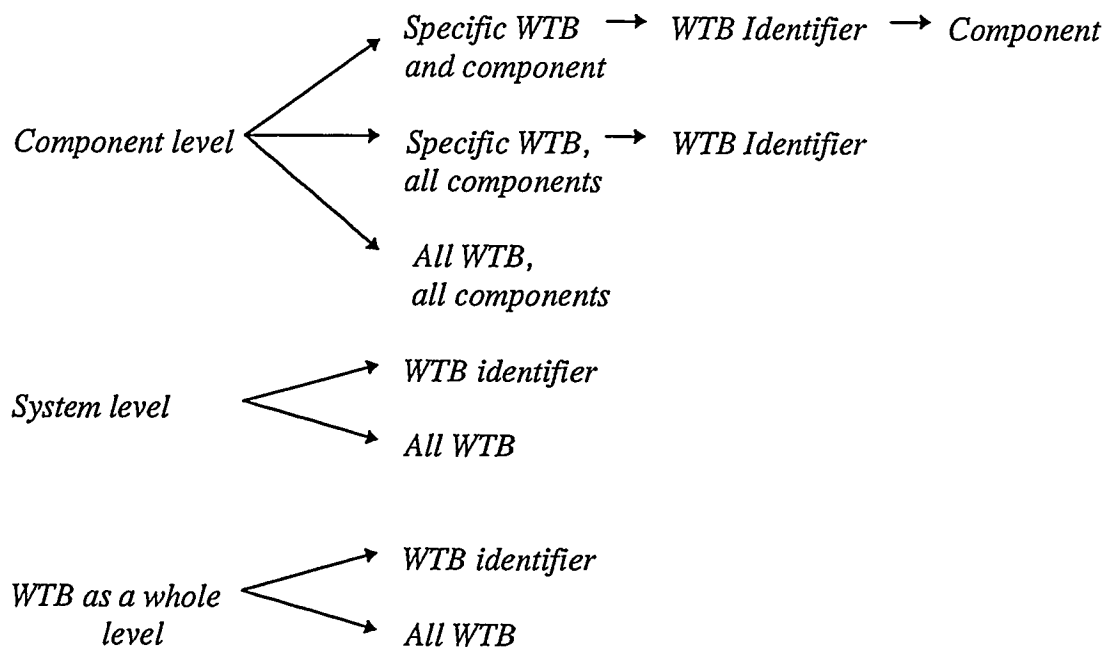 Specific WTB → WTB Identifier → Component
and component
Component level
Specific WTB, → WTB Identifier
all components
All WTB,
all components
WTB identifier
System level
All WTB
WTB identifier
WTB as a whole
level
All WTB